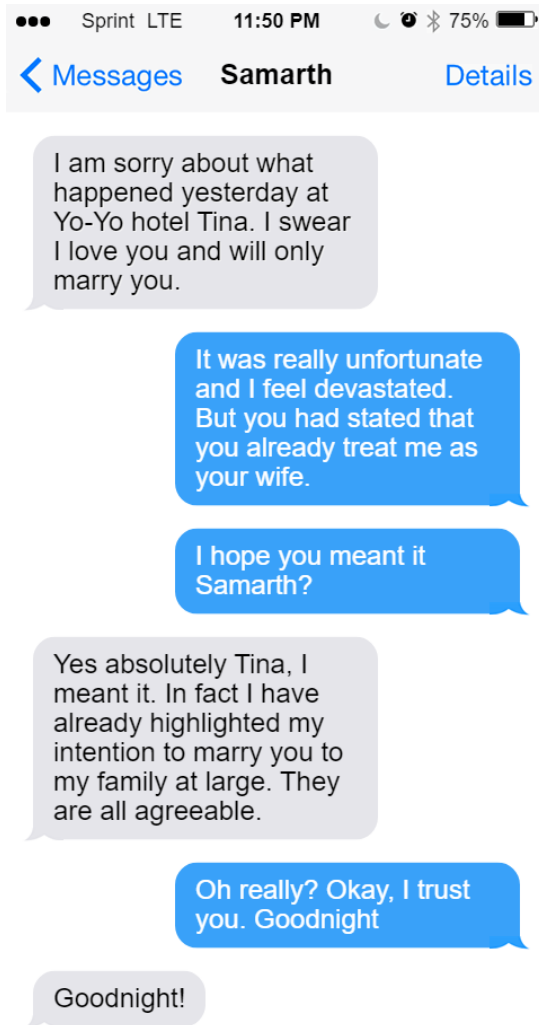 Sprint LTE 11:50 PM 75%
Messages Samarth Details
I am sorry about what
happened yesterday at
Yo-Yo hotel Tina. I swear
I love you and will only
marry you.
It was really unfortunate
and I feel devastated.
But you had stated that
you already treat me as
your wife.
I hope you meant it
Samarth?
Yes absolutely Tina, I
meant it. In fact I have
already highlighted my
intention to marry you to
my family at large. They
are all agreeable.
Oh really? Okay, I trust
you. Goodnight
Goodnight!